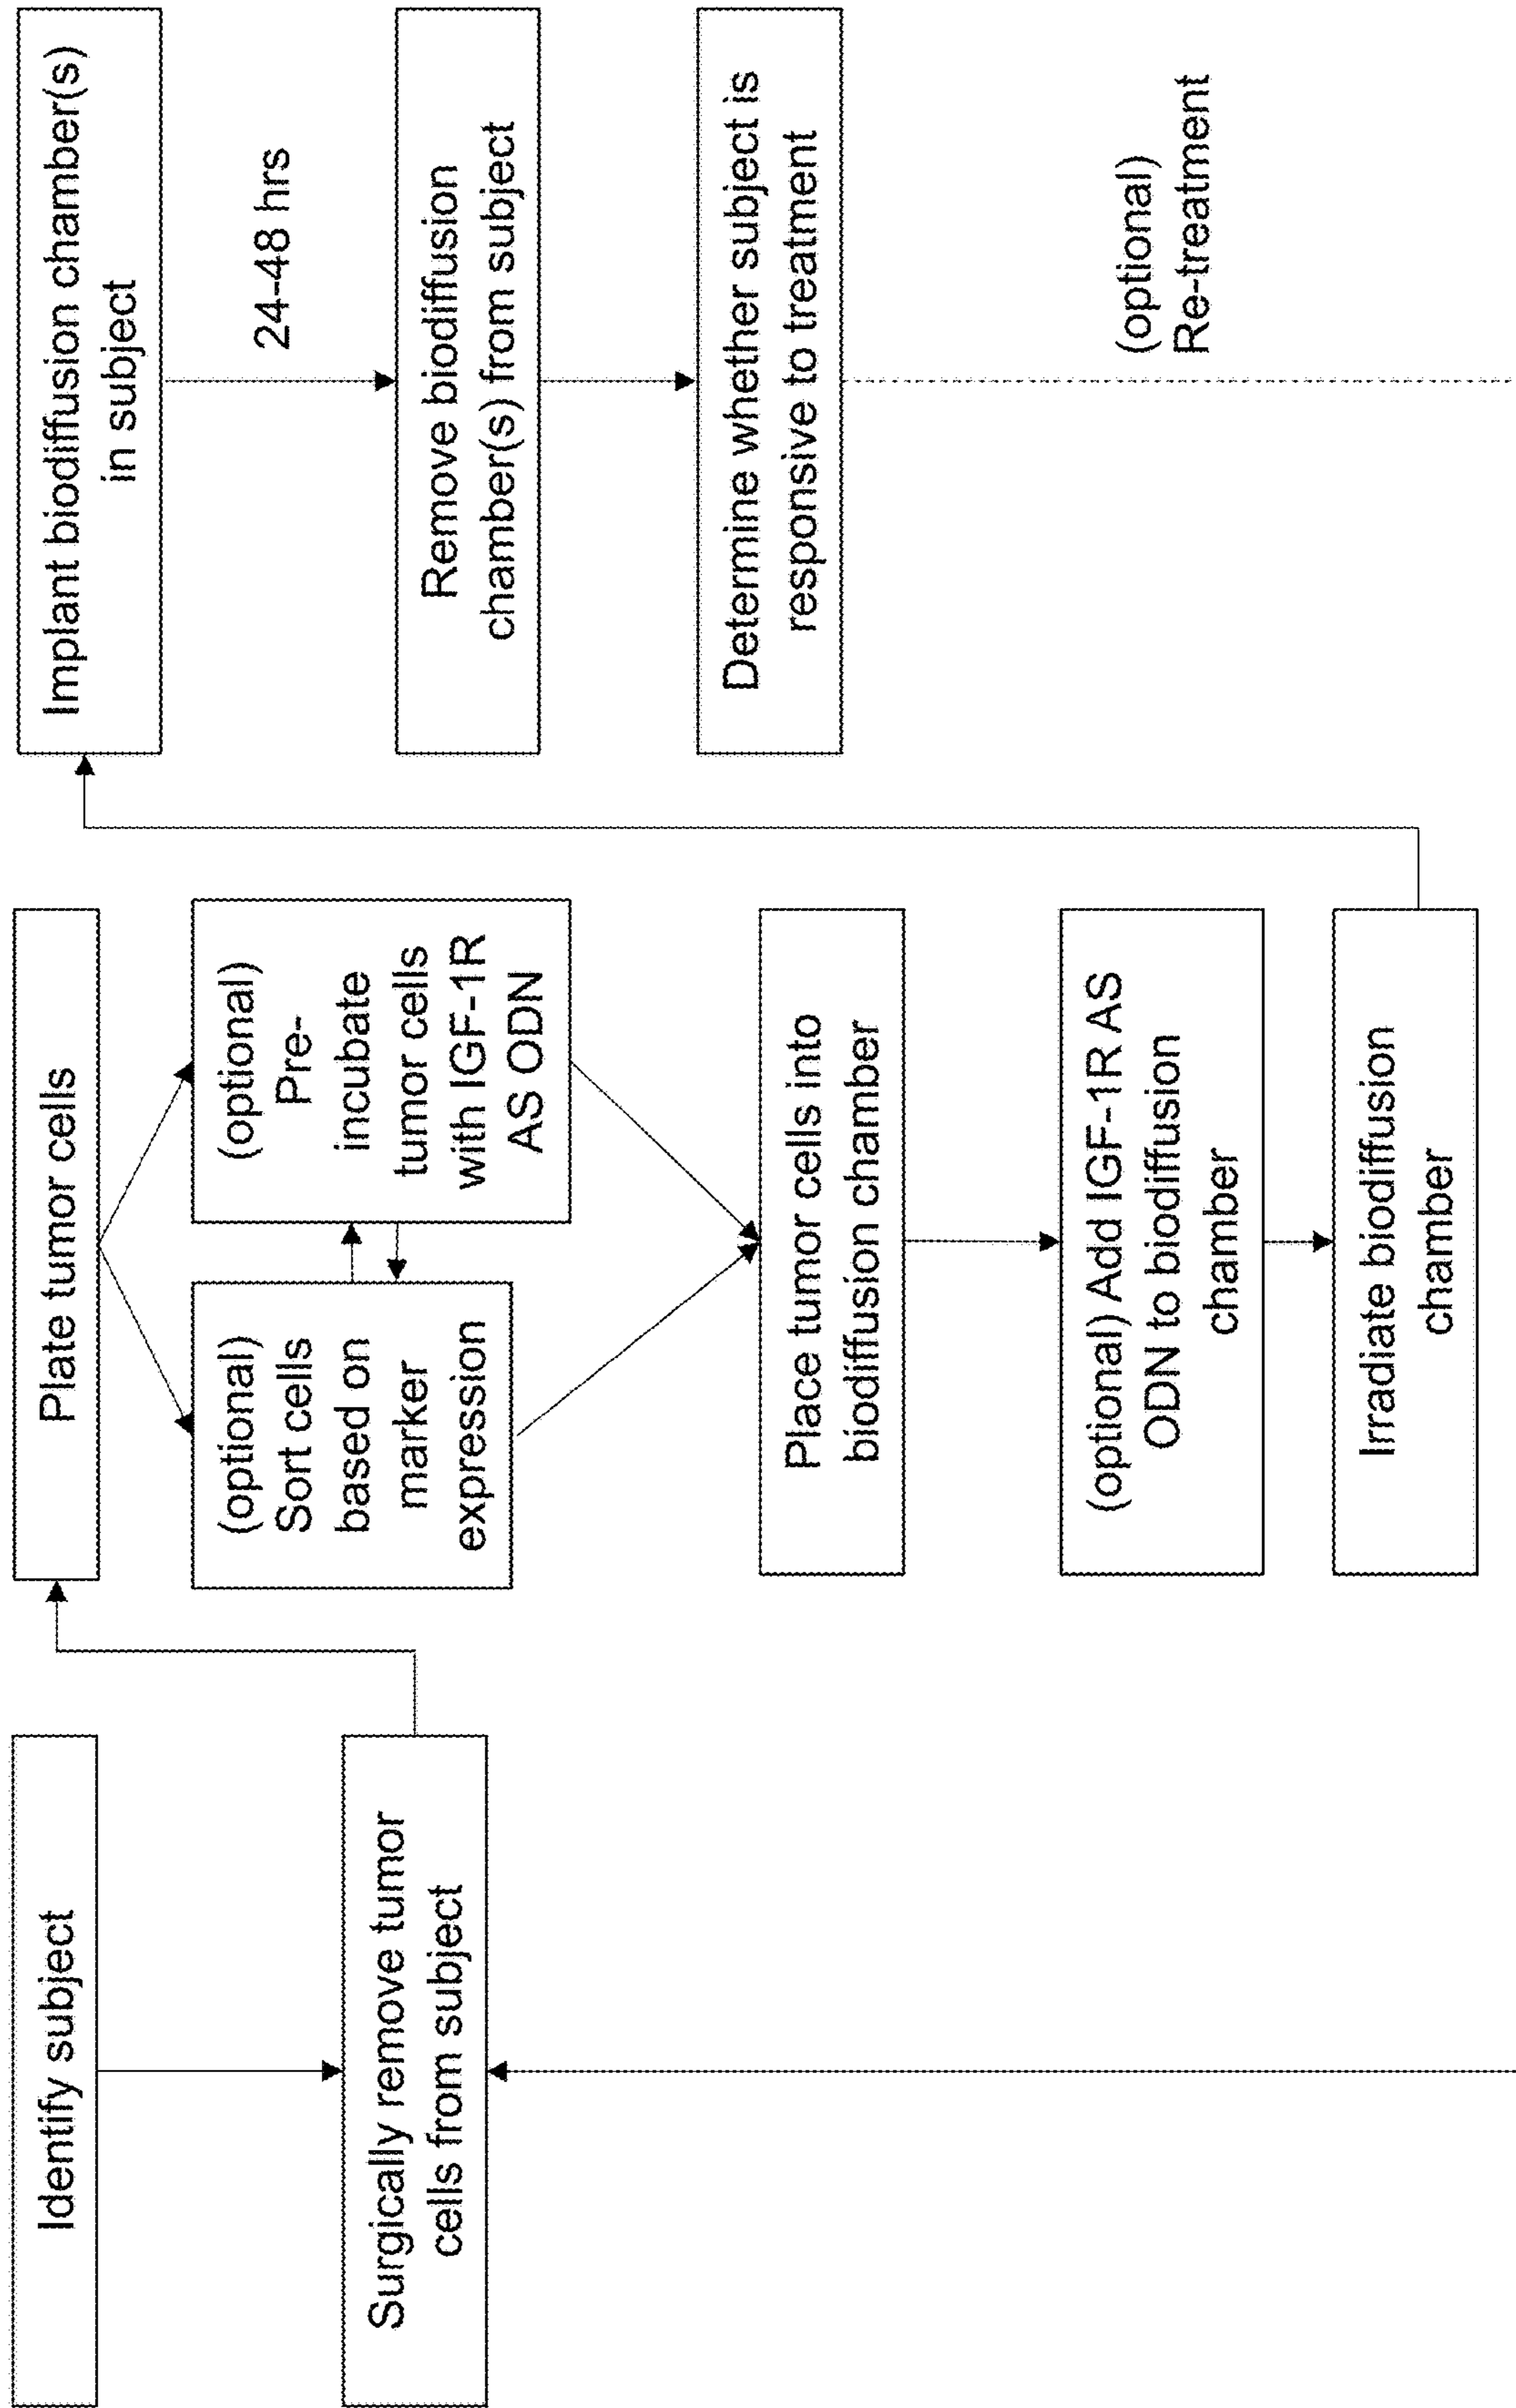 Identify subject
Surgically remove tumor
cells from subject
Plate tumor cells
(optional)
Sort cells
based on
marker
expression
(optional)
Pre-
incubate
tumor cells
with IGF-1R
AS ODN
Place tumor cells into
biodiffusion chamber
(optional) Add IGF-1R AS
ODN to biodiffusion
chamber
Irradiate biodiffusion
chamber
Implant biodiffusion chamber(s)
in subject
24-48 hrs
Remove biodiffusion
chamber(s) from subject
Determine whether subject is
responsive to treatment
(optional)
Re-treatment